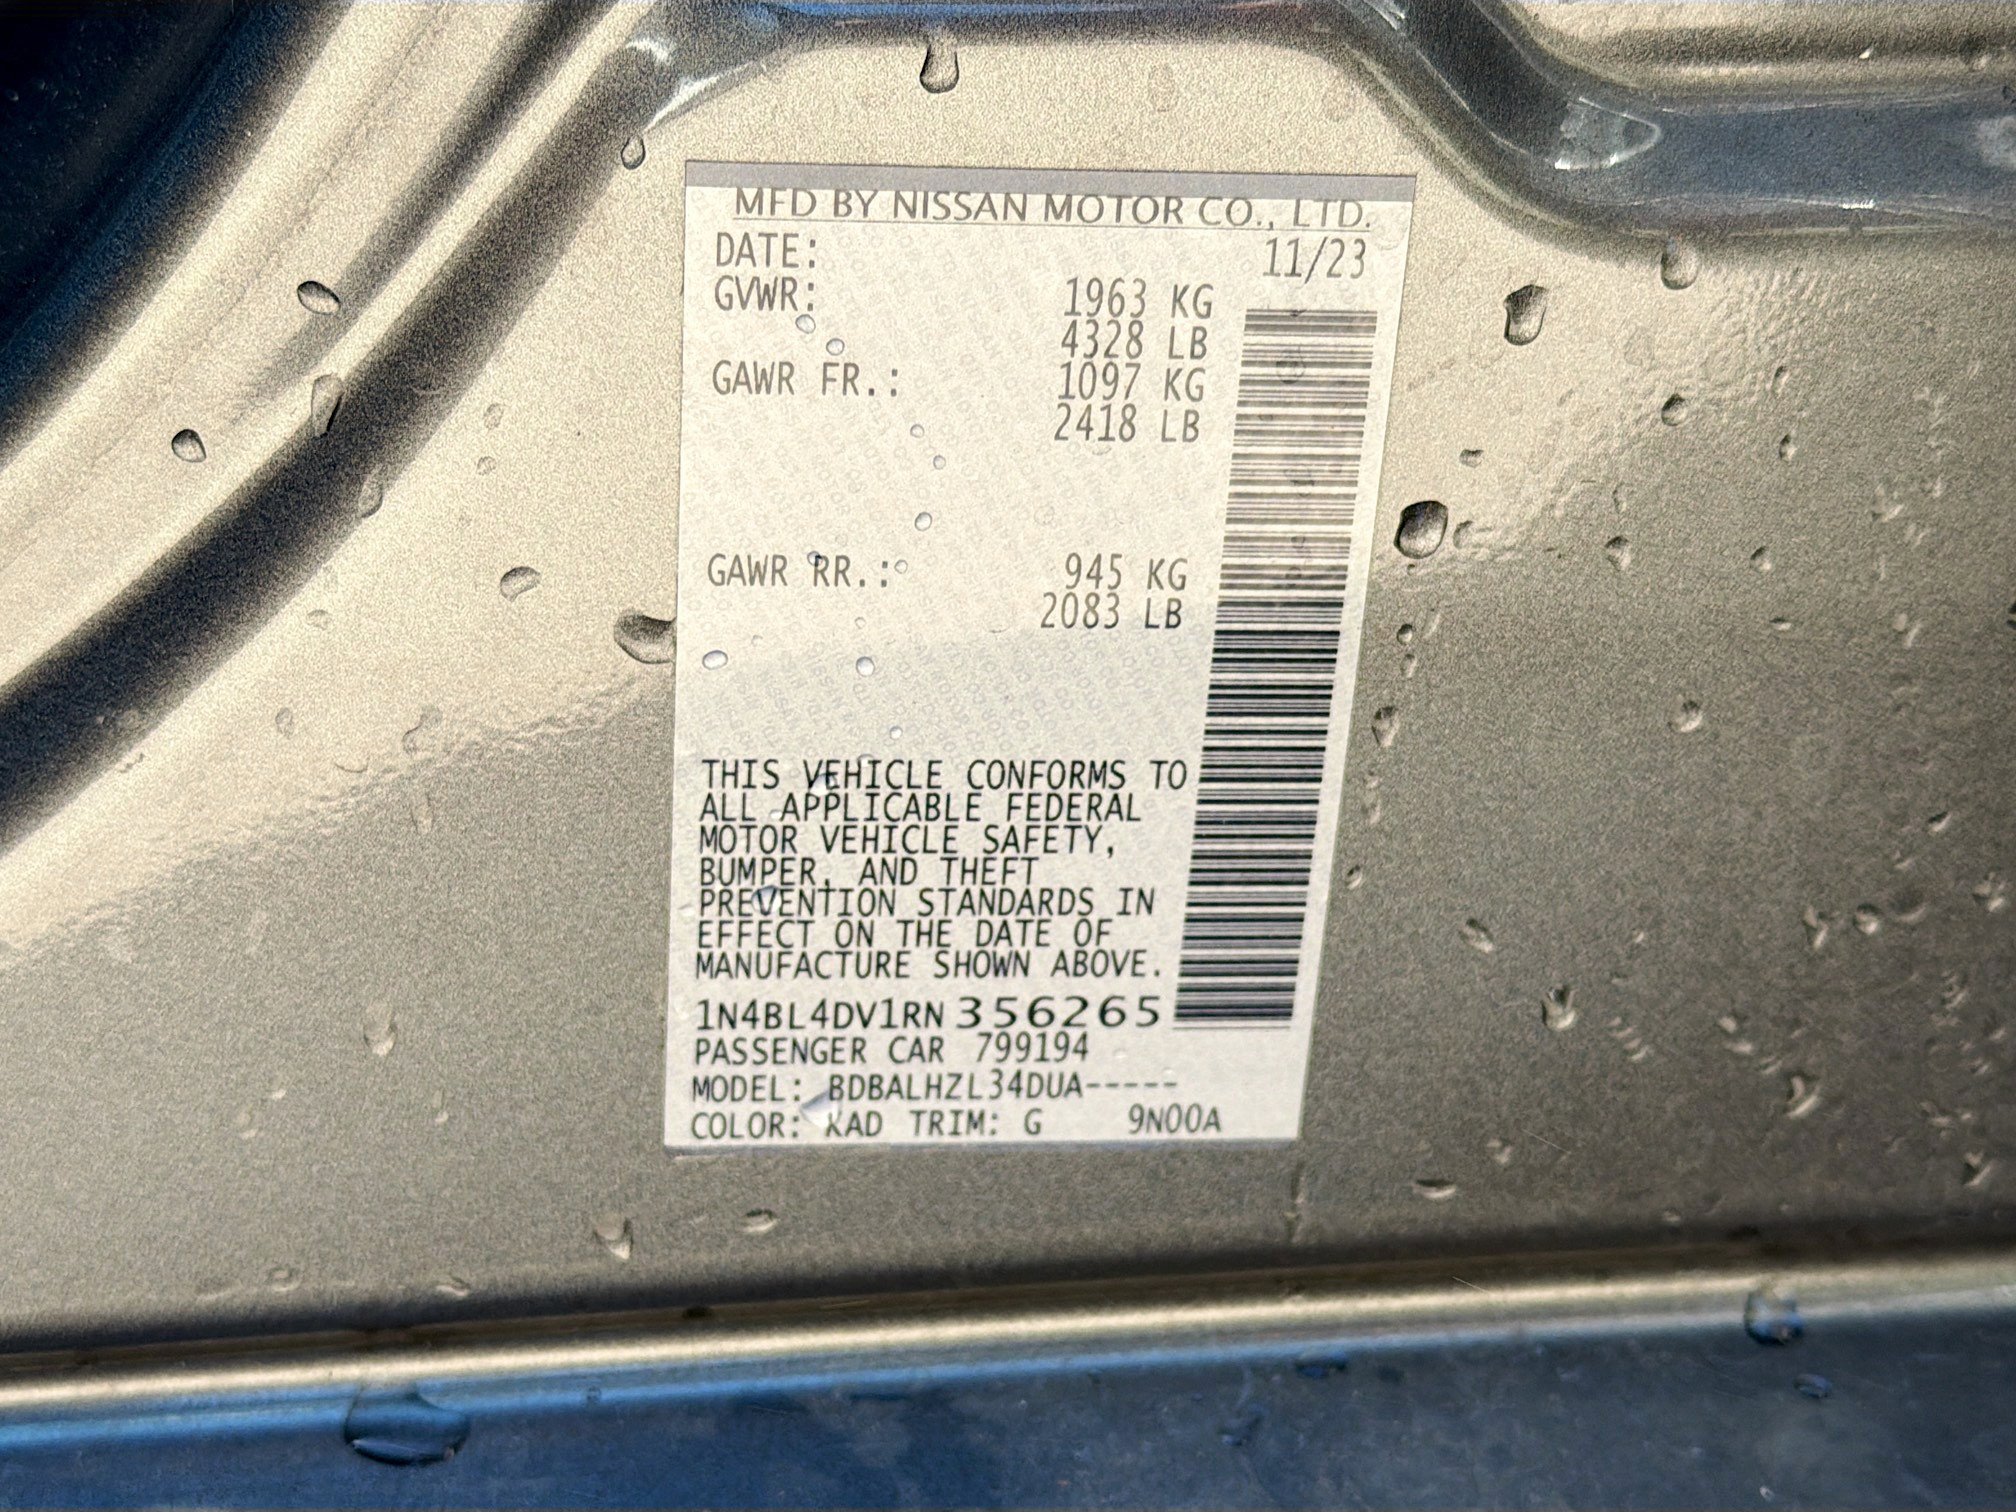 MFD BY NISSAN MOTOR CO., LTD.
DATE: 11/23
GVWR: 1963 KG
4328 LB
GAWR FR.: 1097 KG
2418 LB
GAWR RR.: 945 KG
2083 LB
THIS VEHICLE CONFORMS TO
ALL APPLICABLE FEDERAL
MOTOR VEHICLE SAFETY,
BUMPER, AND THEFT
PREVENTION STANDARDS IN
EFFECT ON THE DATE OF
MANUFACTURE SHOWN ABOVE.
1N4BL4DV1RN 356265
PASSENGER CAR 799194
MODEL: BDBALHZL34DUA-----
COLOR: KAD TRIM: G 9N00A